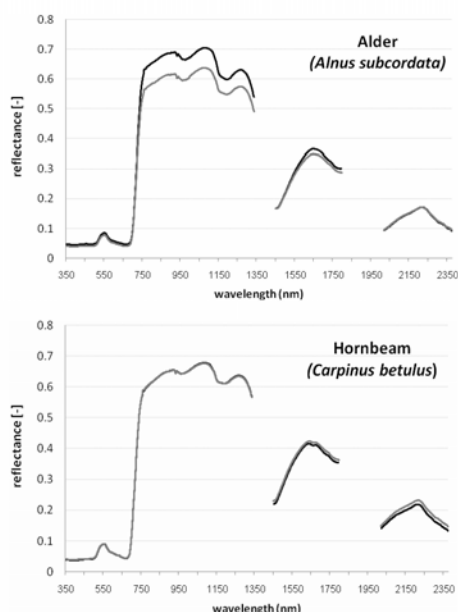 0.8
0.7
0.6
0.5
0.4
0.3
0.2
0.1
0
reflectance [-]
Alder
(Alnus subcordata)
350 550 750 950 1150 1350 1550 1750 1950 2150 2350
wavelength (nm)
0.8
0.7
0.6
0.5
0.4
0.3
0.2
0.1
0
reflectance [-]
Hornbeam
(Carpinus betulus)
350 550 750 950 1150 1350 1550 1750 1950 2150 2350
wavelength (nm)